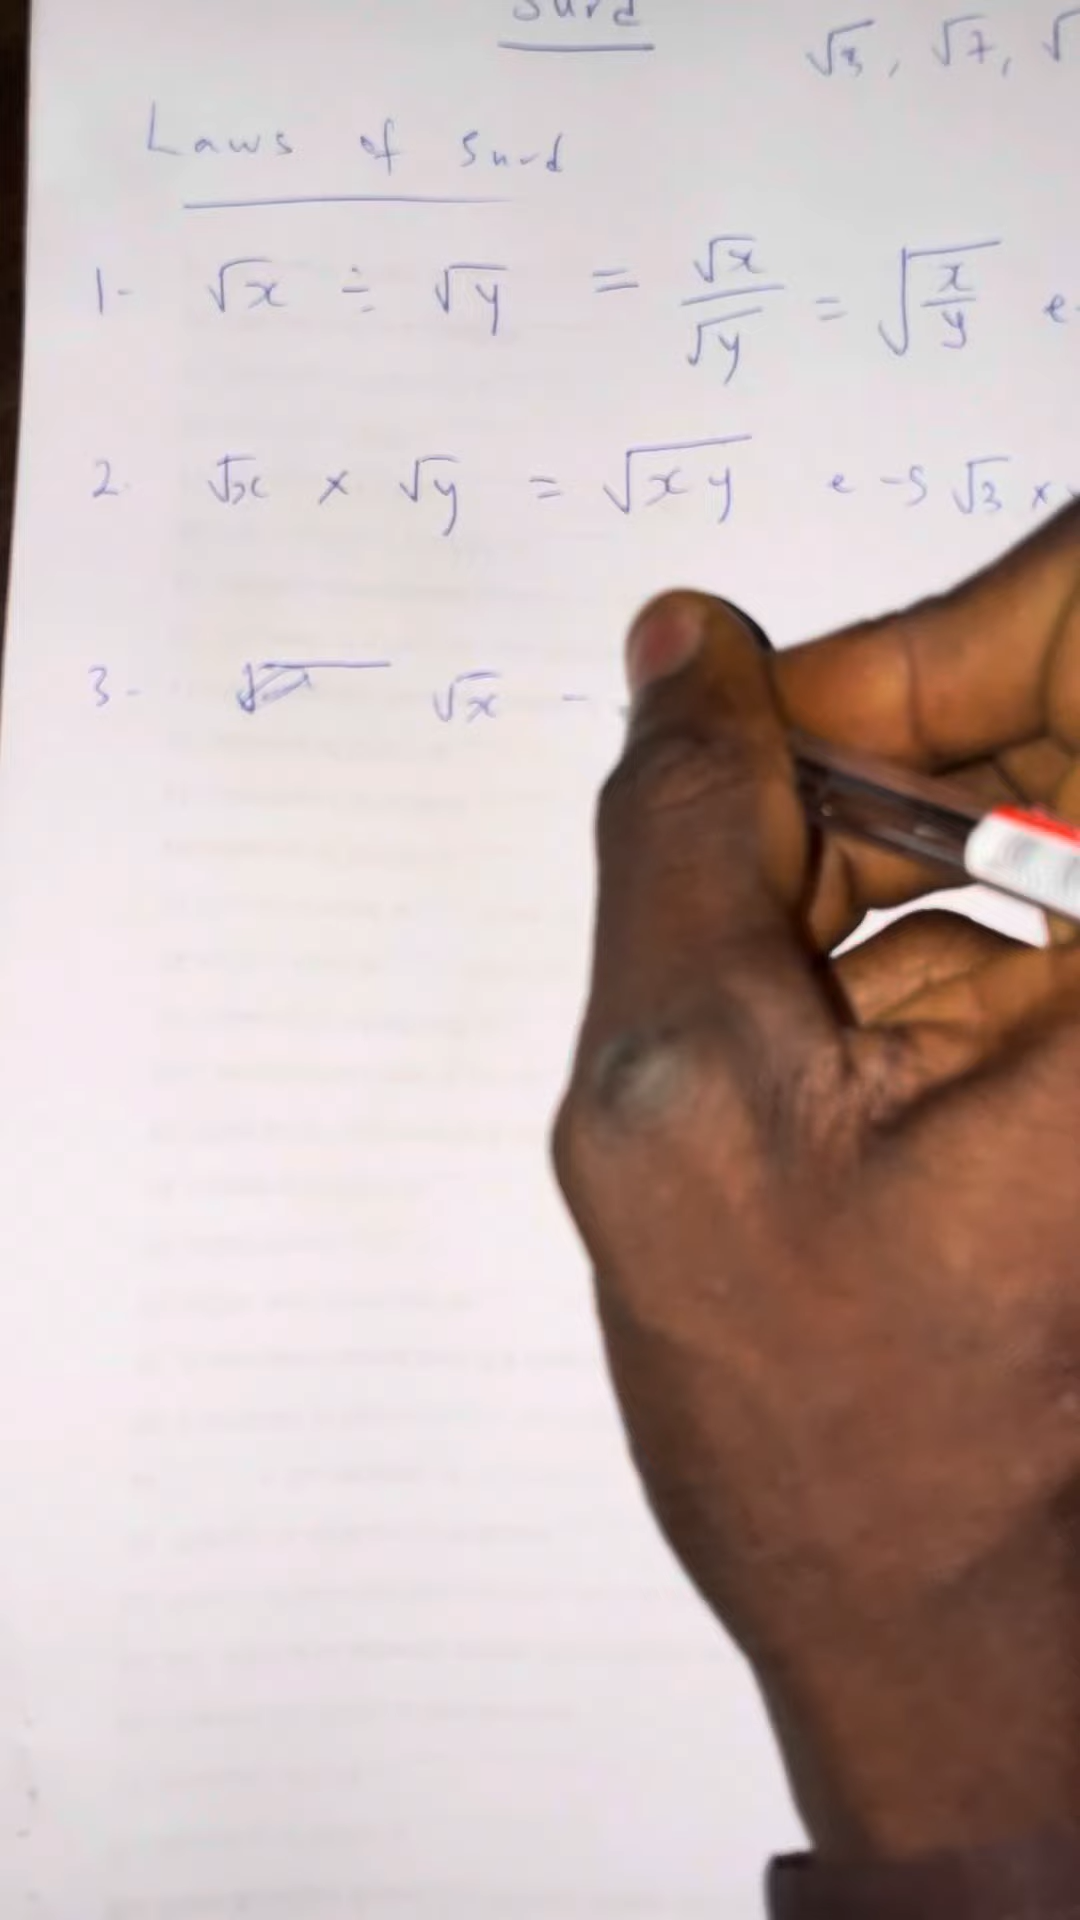 Surd
√3, √7, √
Laws of Surd
1- √x ÷ √y = √x/√y = √(x/y) e-
2. √x × √y = √xy e-g √3 ×
3- √x -